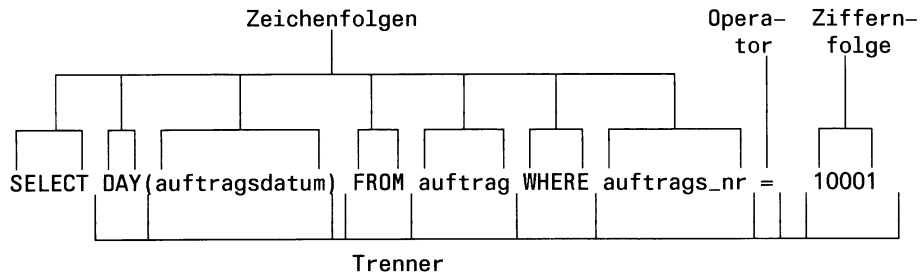 Zeichenfolgen Opera- Ziffern-
tor folge
SELECT DAY(auftragsdatum) FROM auftrag WHERE auftrags_nr = 10001
Trenner